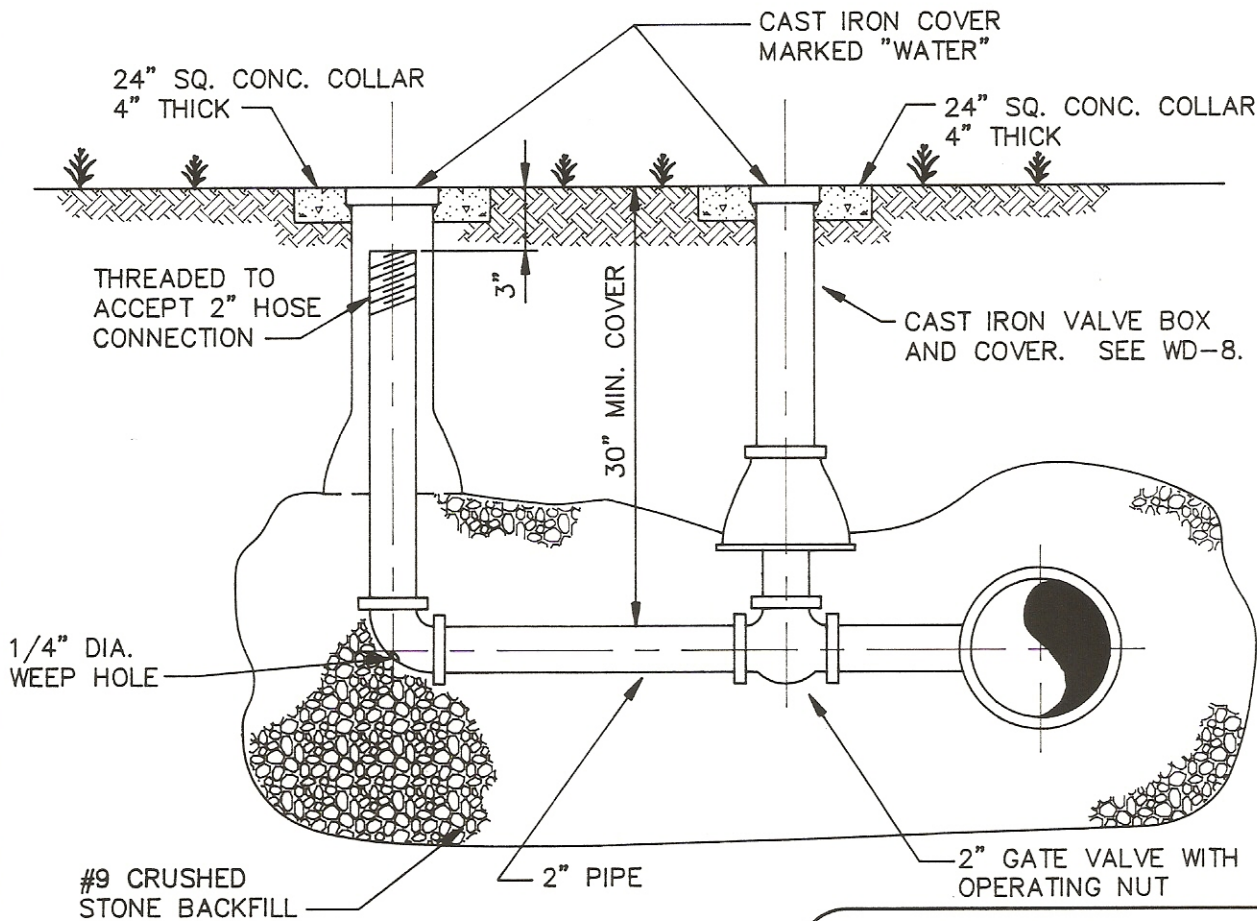 CAST IRON COVER
MARKED "WATER"
24" SQ. CONC. COLLAR
4" THICK
24" SQ. CONC. COLLAR
4" THICK
THREADED TO
ACCEPT 2" HOSE
CONNECTION
3"
30" MIN. COVER
CAST IRON VALVE BOX
AND COVER. SEE WD-8.
1/4" DIA.
WEEP HOLE
#9 CRUSHED
STONE BACKFILL
2" PIPE
2" GATE VALVE WITH
OPERATING NUT